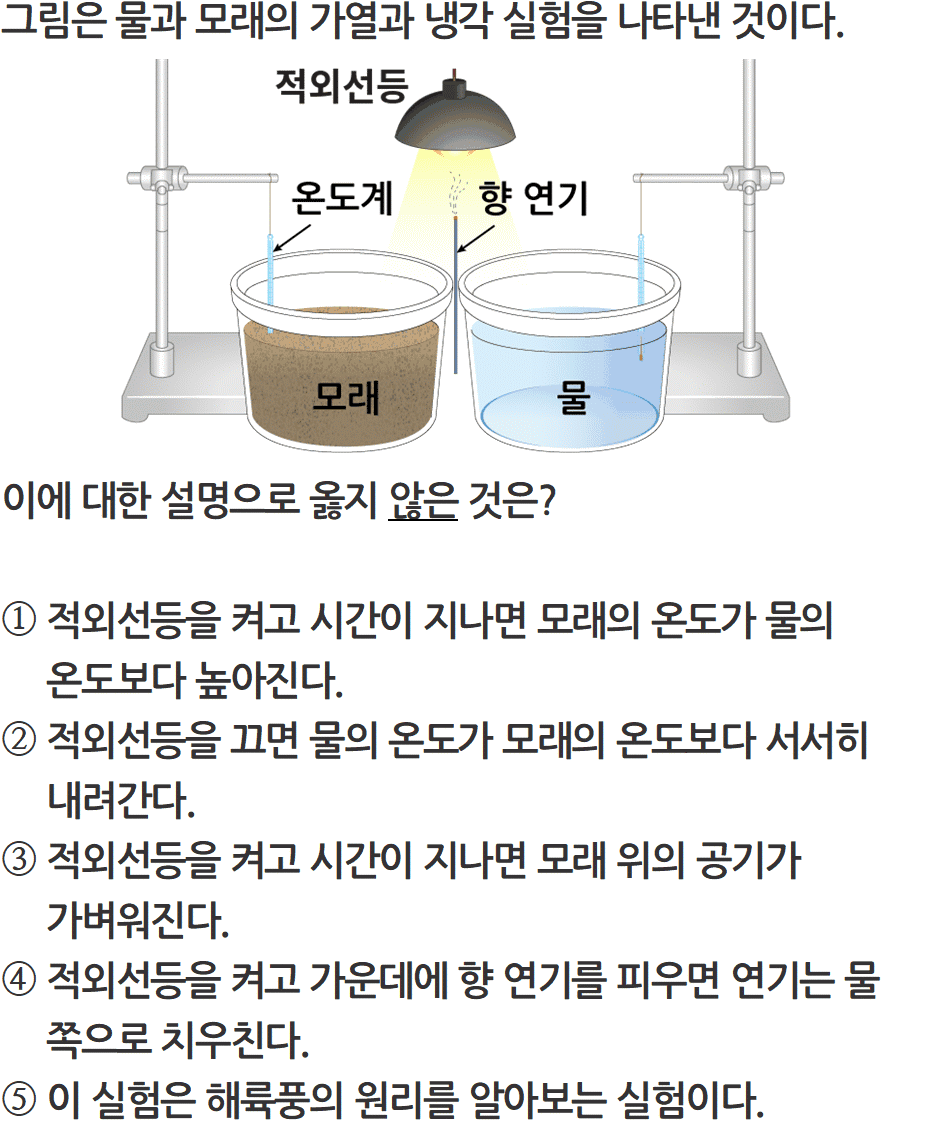 그림은 물과 모래의 가열과 냉각 실험을 나타낸 것이다.
적외선등
온도계
향 연기
모래
물
이에 대한 설명으로 옳지 않은 것은?
① 적외선등을 켜고 시간이 지나면 모래의 온도가 물의
온도보다 높아진다.
② 적외선등을 끄면 물의 온도가 모래의 온도보다 서서히
내려간다.
③ 적외선등을 켜고 시간이 지나면 모래 위의 공기가
가벼워진다.
④ 적외선등을 켜고 가운데에 향 연기를 피우면 연기는 물
쪽으로 치우친다.
⑤ 이 실험은 해륙풍의 원리를 알아보는 실험이다.